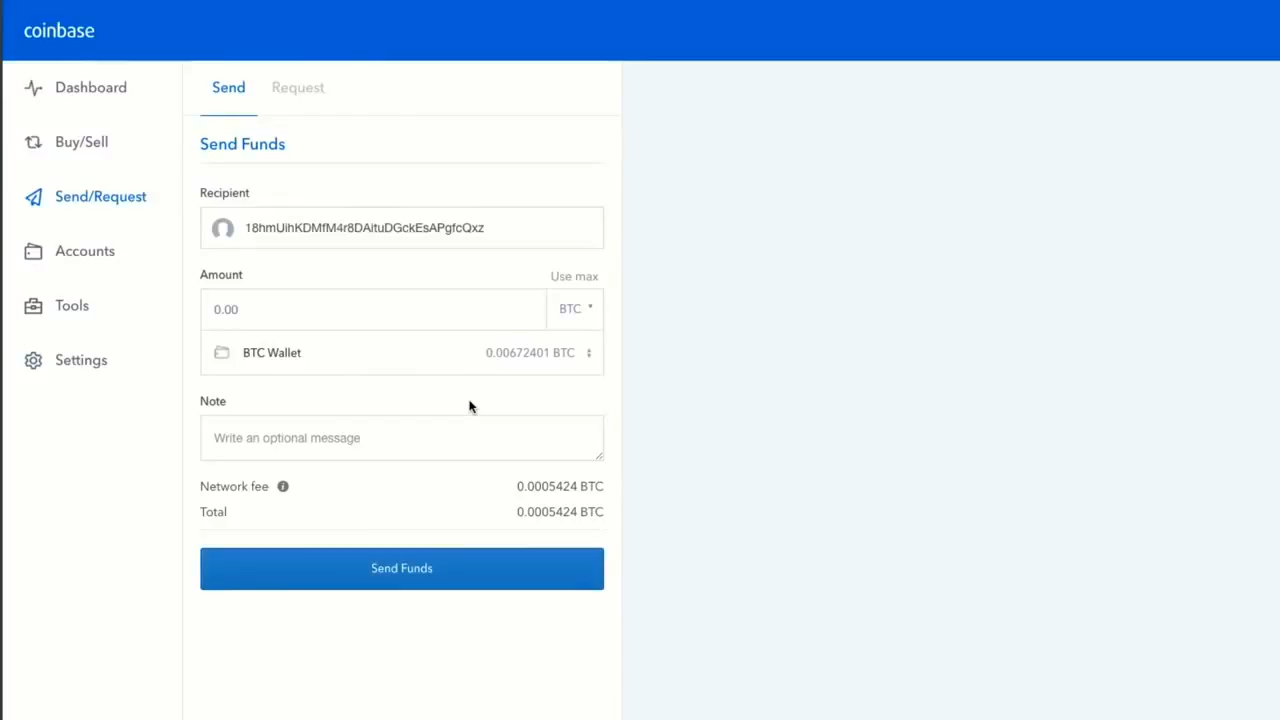 coinbase
Dashboard
Buy/Sell
Send/Request
Accounts
Tools
Settings
Send Request
Send Funds
Recipient
18hmUihKDMfM4r8DAituDGckEsAPgfcQxz
Amount Use max
0.00 BTC
BTC Wallet 0.00672401 BTC
Note
Write an optional message
Network fee 0.0005424 BTC
Total 0.0005424 BTC
Send Funds